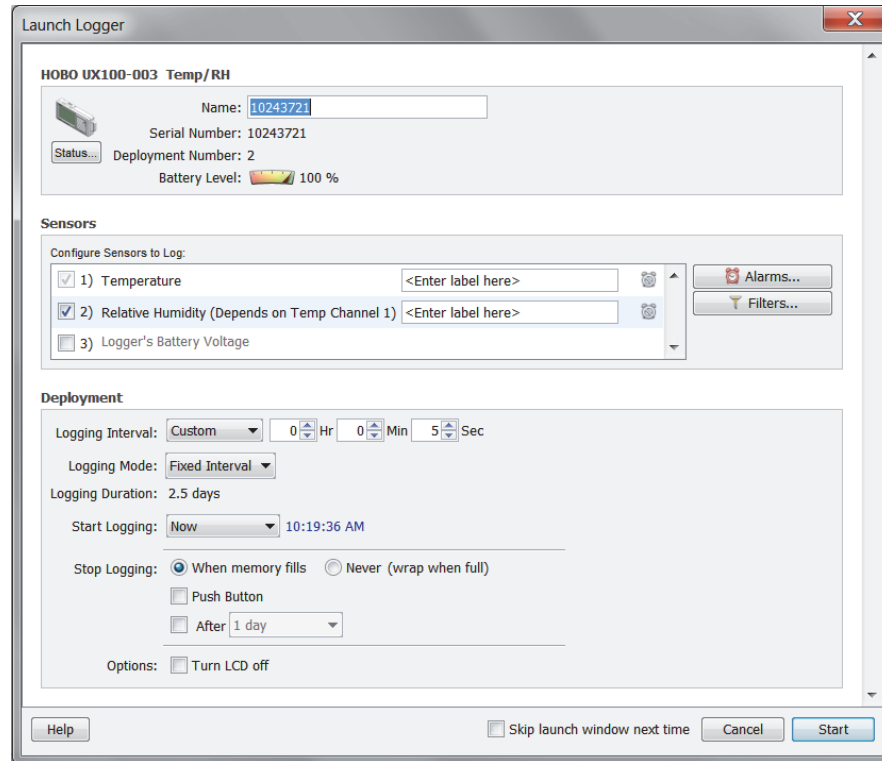 Launch Logger
HOBO UX100-003 Temp/RH
Name: 10243721
Serial Number: 10243721
Status... Deployment Number: 2
Battery Level: 100 %
Sensors
Configure Sensors to Log:
1) Temperature <Enter label here> Alarms...
2) Relative Humidity (Depends on Temp Channel 1) <Enter label here> Filters...
3) Logger's Battery Voltage
Deployment
Logging Interval: Custom 0 Hr 0 Min 5 Sec
Logging Mode: Fixed Interval
Logging Duration: 2.5 days
Start Logging: Now 10:19:36 AM
Stop Logging: When memory fills Never (wrap when full)
Push Button
After 1 day
Options: Turn LCD off
Help Skip launch window next time Cancel Start